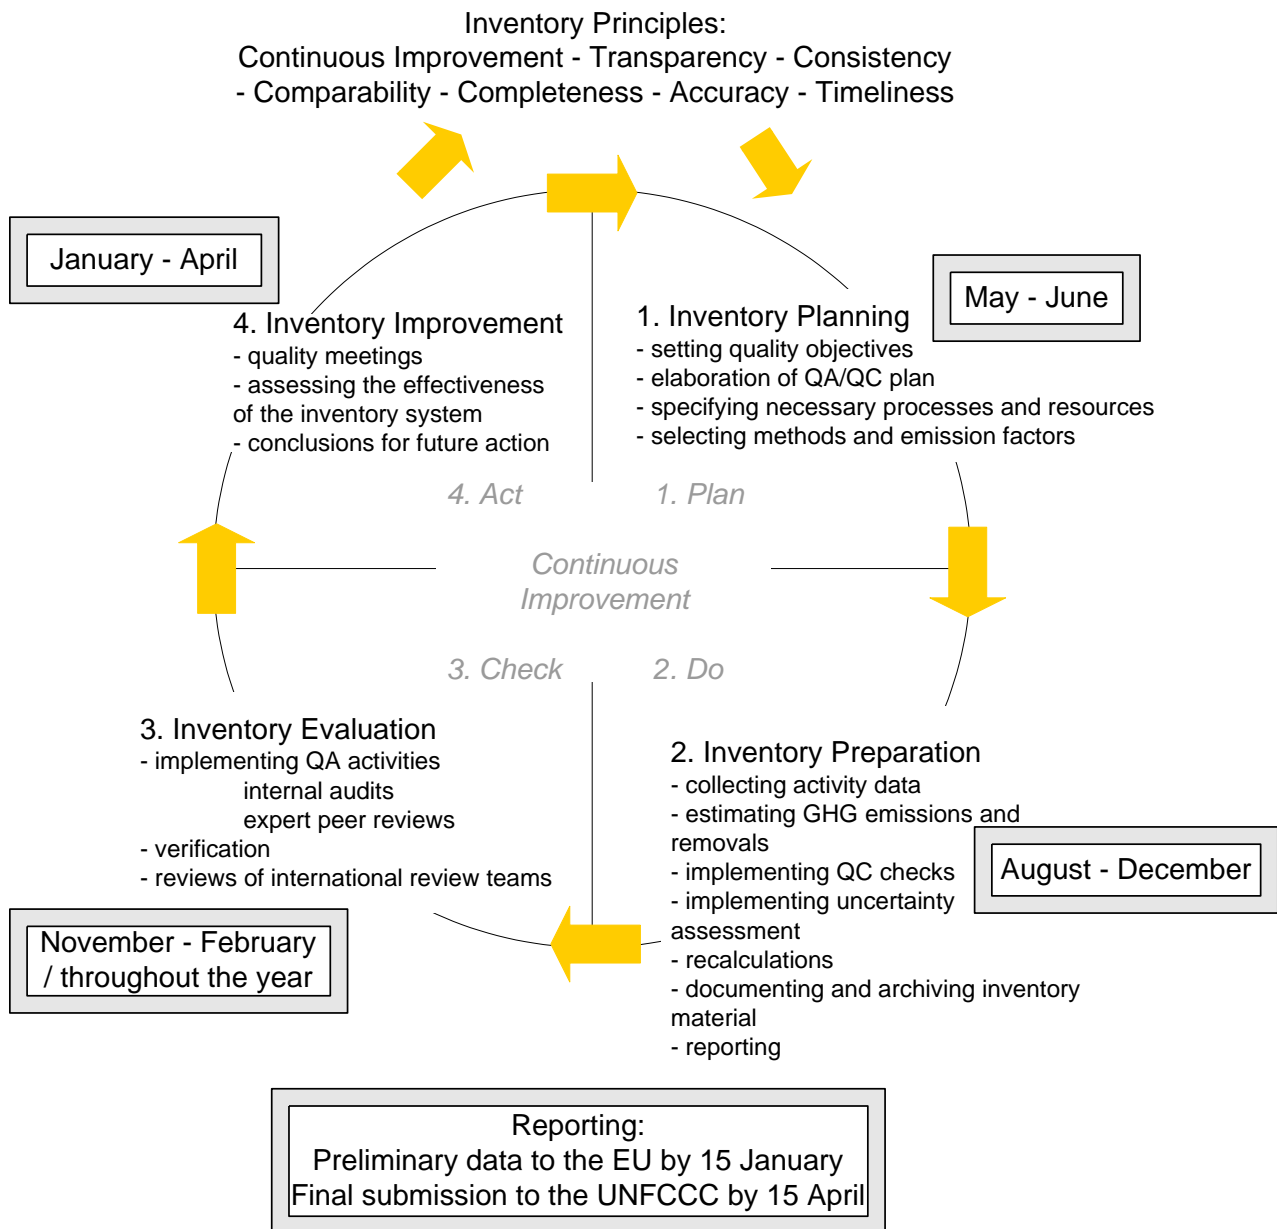 Inventory Principles:
Continuous Improvement - Transparency - Consistency
- Comparability - Completeness - Accuracy - Timeliness
January - April
May - June
4. Inventory Improvement
- quality meetings
- assessing the effectiveness
of the inventory system
- conclusions for future action
1. Inventory Planning
- setting quality objectives
- elaboration of QA/QC plan
- specifying necessary processes and resources
- selecting methods and emission factors
4. Act
1. Plan
Continuous
Improvement
3. Check
2. Do
3. Inventory Evaluation
- implementing QA activities
internal audits
expert peer reviews
- verification
- reviews of international review teams
2. Inventory Preparation
- collecting activity data
- estimating GHG emissions and
removals
- implementing QC checks
- implementing uncertainty
assessment
- recalculations
- documenting and archiving inventory
material
- reporting
August - December
November - February
/ throughout the year
Reporting:
Preliminary data to the EU by 15 January
Final submission to the UNFCCC by 15 April